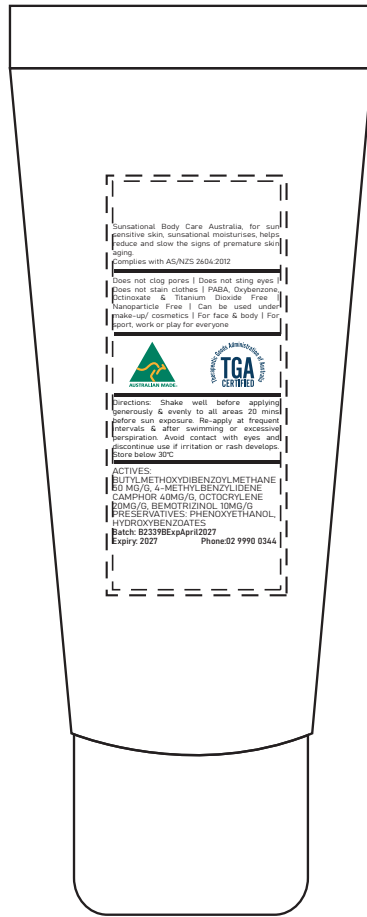 Sunsational Body Care Australia, for sun
sensitive skin, sunsational moisturises, helps
reduce and slow the signs of premature skin
aging.
Complies with AS/NZS 2604:2012
Does not clog pores | Does not sting eyes |
Does not stain clothes | PABA, Oxybenzone,
Octinoxate & Titanium Dioxide Free |
Nanoparticle Free | Can be used under
make-up/ cosmetics | For face & body | For
sport, work or play for everyone
AUSTRALIAN MADE
Therapeutic Goods Administration of Australia
TGA
CERTIFIED
Directions: Shake well before applying
generously & evenly to all areas 20 mins
before sun exposure. Re-apply at frequent
intervals & after swimming or excessive
perspiration. Avoid contact with eyes and
discontinue use if irritation or rash develops.
Store below 30°C
ACTIVES:
BUTYLMETHOXYDIBENZOYLMETHANE
50 MG/G, 4-METHYLBENZYLIDENE
CAMPHOR 40MG/G, OCTOCRYLENE
20MG/G, BEMOTRIZINOL 10MG/G
PRESERVATIVES: PHENOXYETHANOL,
HYDROXYBENZOATES
Batch: B2339BExpApril2027
Expiry: 2027 Phone:02 9990 0344